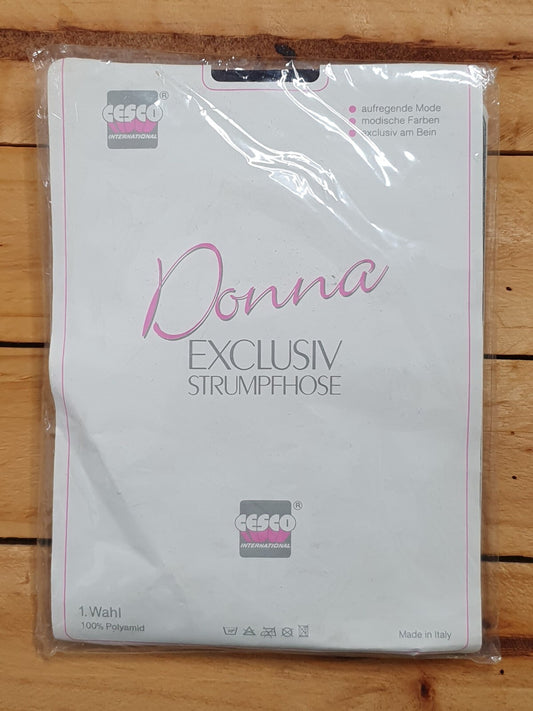 CESCO ®
INTERNATIONAL
aufregende Mode
modische Farben
exclusiv am Bein
Donna
EXCLUSIV
STRUMPFHOSE
CESCO ®
INTERNATIONAL
1. Wahl
100% Polyamid
Made in Italy